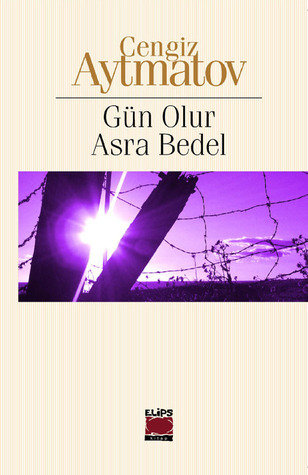 Cengiz
Aytmatov
Gün Olur
Asra Bedel
ELİPS
kitap